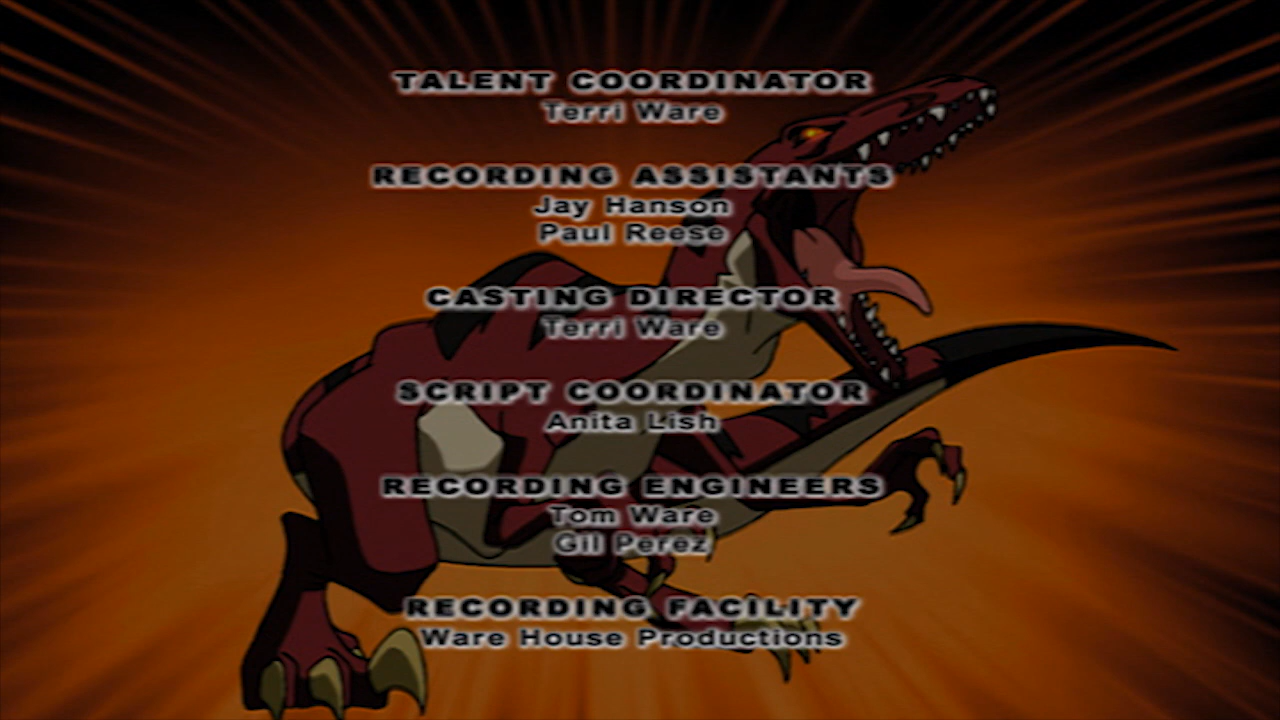 TALENT COORDINATOR
Terri Ware
RECORDING ASSISTANTS
Jay Hanson
Paul Reese
CASTING DIRECTOR
Terri Ware
SCRIPT COORDINATOR
Anita Lish
RECORDING ENGINEERS
Tom Ware
Gil Perez
RECORDING FACILITY
Ware House Productions